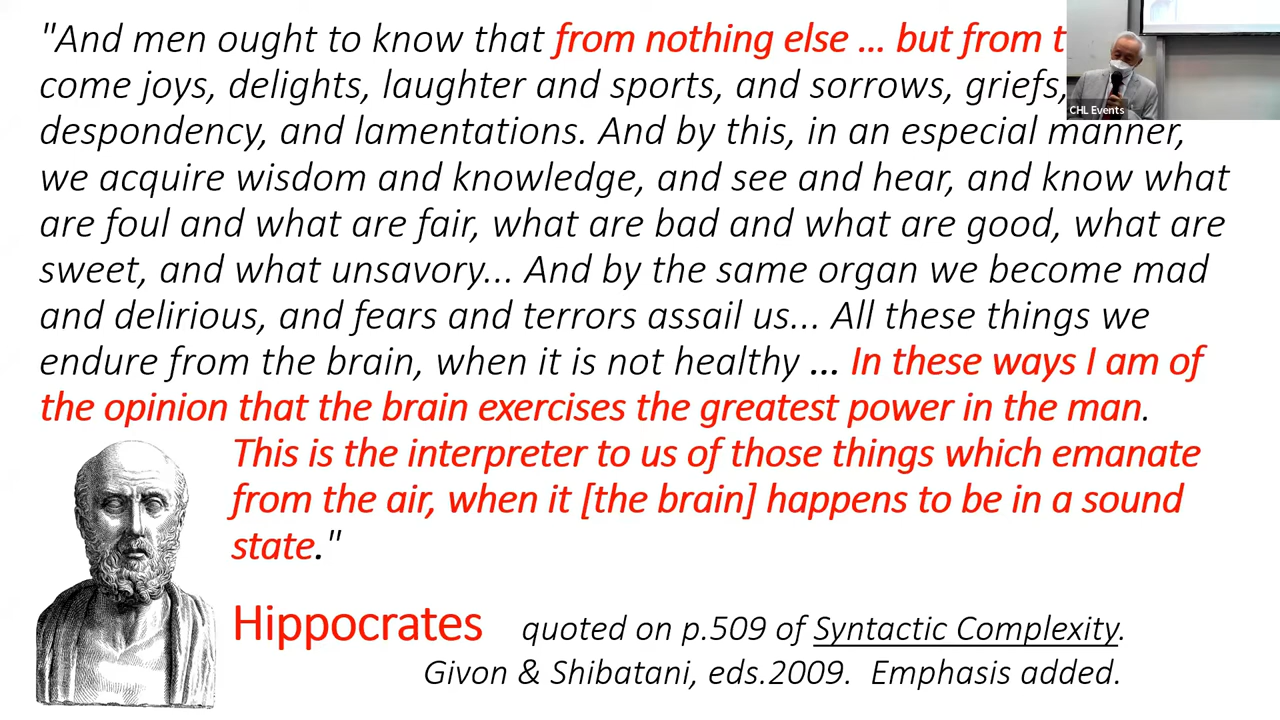 "And men ought to know that from nothing else ... but from t
come joys, delights, laughter and sports, and sorrows, griefs,
despondency, and lamentations. And by this, in an especial manner,
we acquire wisdom and knowledge, and see and hear, and know what
are foul and what are fair, what are bad and what are good, what are
sweet, and what unsavory... And by the same organ we become mad
and delirious, and fears and terrors assail us... All these things we
endure from the brain, when it is not healthy ... In these ways I am of
the opinion that the brain exercises the greatest power in the man.
This is the interpreter to us of those things which emanate
from the air, when it [the brain] happens to be in a sound
state."
Hippocrates quoted on p.509 of Syntactic Complexity.
Givon & Shibatani, eds.2009. Emphasis added.
CHL Events